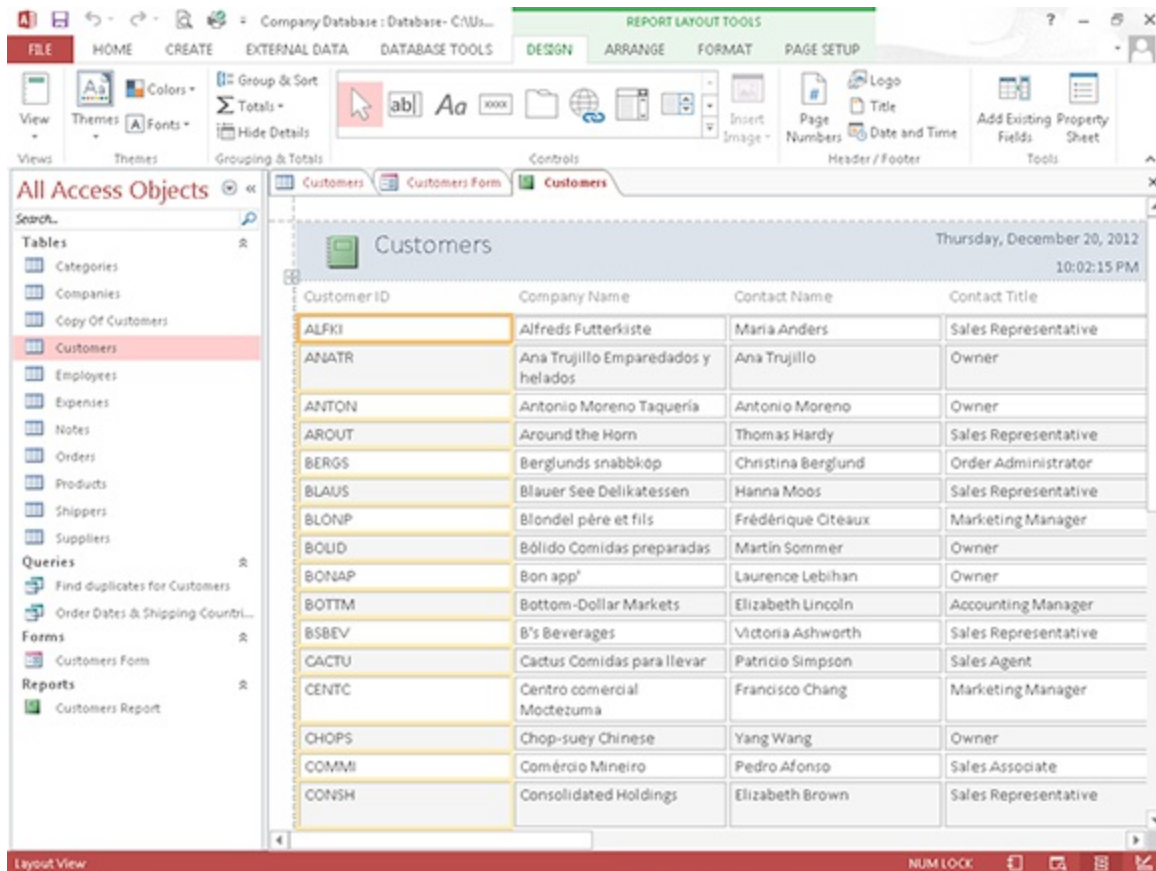 Company Database : Database- C:\Us...
REPORT LAYOUT TOOLS
FILE HOME CREATE EXTERNAL DATA DATABASE TOOLS DESIGN ARRANGE FORMAT PAGE SETUP
View
Views
Aa
Themes
Colors
A Fonts
Themes
Group & Sort
Totals
Hide Details
Grouping & Totals
ab
Aa
xxxx
Controls
Insert Image
Page Numbers
Logo
Title
Date and Time
Header / Footer
Add Existing Fields
Property Sheet
Tools
All Access Objects
Search...
Tables
Categories
Companies
Copy Of Customers
Customers
Employees
Expenses
Notes
Orders
Products
Shippers
Suppliers
Queries
Find duplicates for Customers
Order Dates & Shipping Countri...
Forms
Customers Form
Reports
Customers Report
Customers Customers Form Customers
Customers
Thursday, December 20, 2012
10:02:15 PM
Customer ID Company Name Contact Name Contact Title
ALFKI Alfreds Futterkiste Maria Anders Sales Representative
ANATR Ana Trujillo Emparedados y helados Ana Trujillo Owner
ANTON Antonio Moreno Taquería Antonio Moreno Owner
AROUT Around the Horn Thomas Hardy Sales Representative
BERGS Berglunds snabbköp Christina Berglund Order Administrator
BLAUS Blauer See Delikatessen Hanna Moos Sales Representative
BLONP Blondel père et fils Frédérique Citeaux Marketing Manager
BOLID Bólido Comidas preparadas Martín Sommer Owner
BONAP Bon app' Laurence Lebihan Owner
BOTTM Bottom-Dollar Markets Elizabeth Lincoln Accounting Manager
BSBEV B's Beverages Victoria Ashworth Sales Representative
CACTU Cactus Comidas para llevar Patricio Simpson Sales Agent
CENTC Centro comercial Moctezuma Francisco Chang Marketing Manager
CHOPS Chop-suey Chinese Yang Wang Owner
COMMI Comércio Mineiro Pedro Afonso Sales Associate
CONSH Consolidated Holdings Elizabeth Brown Sales Representative
Layout View
NUM LOCK